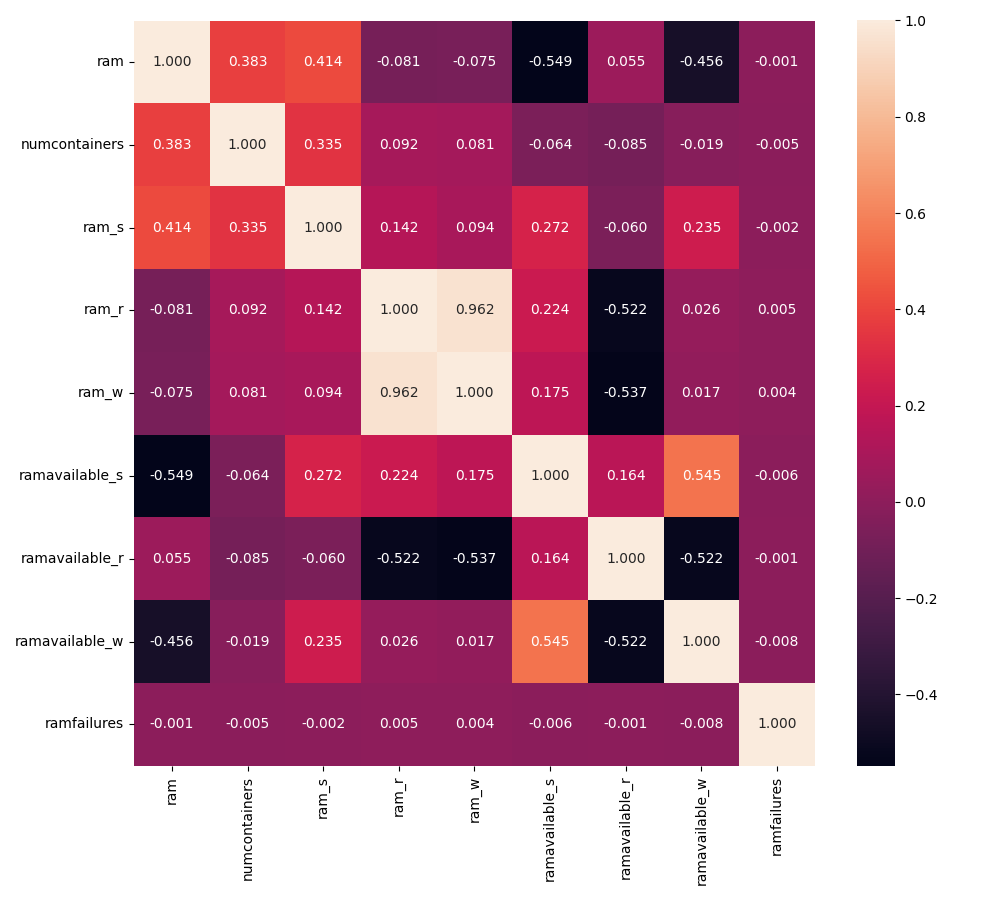 ram 1.000 0.383 0.414 -0.081 -0.075 -0.549 0.055 -0.456 -0.001
numcontainers 0.383 1.000 0.335 0.092 0.081 -0.064 -0.085 -0.019 -0.005
ram_s 0.414 0.335 1.000 0.142 0.094 0.272 -0.060 0.235 -0.002
ram_r -0.081 0.092 0.142 1.000 0.962 0.224 -0.522 0.026 0.005
ram_w -0.075 0.081 0.094 0.962 1.000 0.175 -0.537 0.017 0.004
ramavailable_s -0.549 -0.064 0.272 0.224 0.175 1.000 0.164 0.545 -0.006
ramavailable_r 0.055 -0.085 -0.060 -0.522 -0.537 0.164 1.000 -0.522 -0.001
ramavailable_w -0.456 -0.019 0.235 0.026 0.017 0.545 -0.522 1.000 -0.008
ramfailures -0.001 -0.005 -0.002 0.005 0.004 -0.006 -0.001 -0.008 1.000
ram
numcontainers
ram_s
ram_r
ram_w
ramavailable_s
ramavailable_r
ramavailable_w
ramfailures
1.0
0.8
0.6
0.4
0.2
0.0
−0.2
−0.4